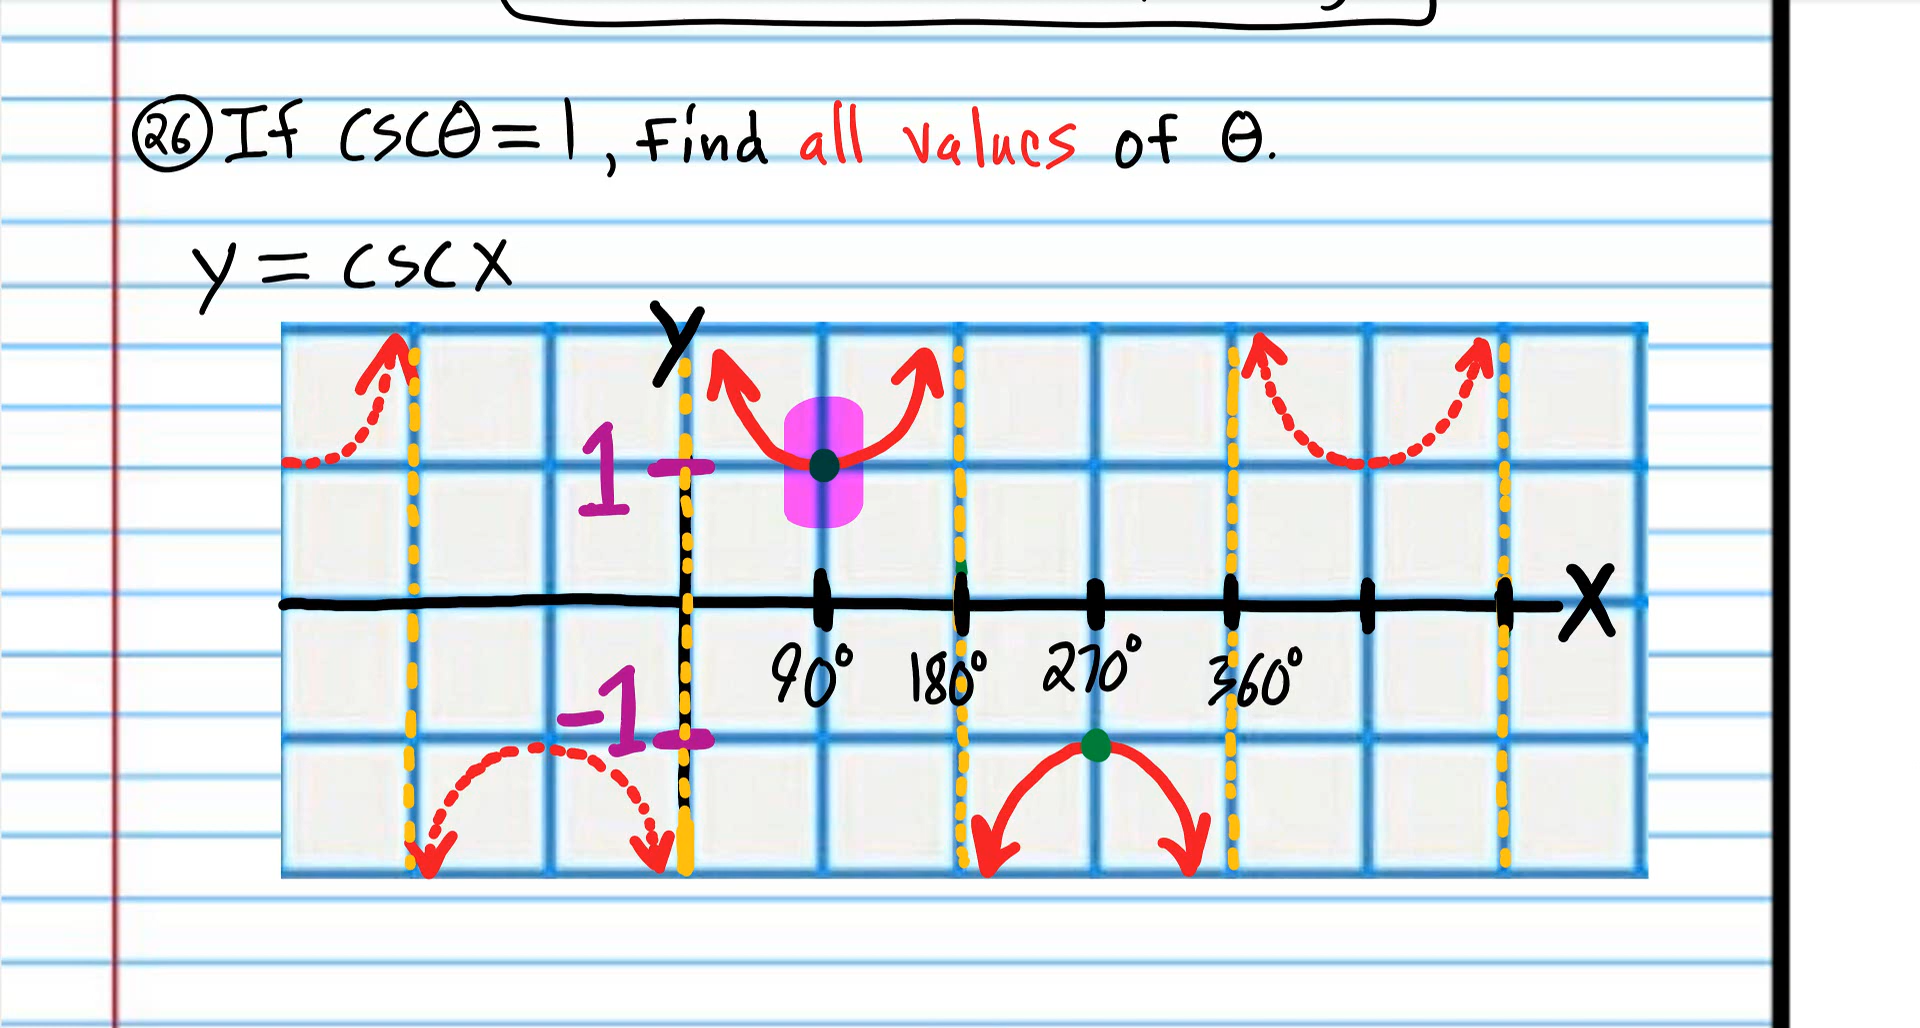 26 If cscθ=1, find all values of θ.
y = cscx
y
1
x
90° 180° 270° 360°
-1